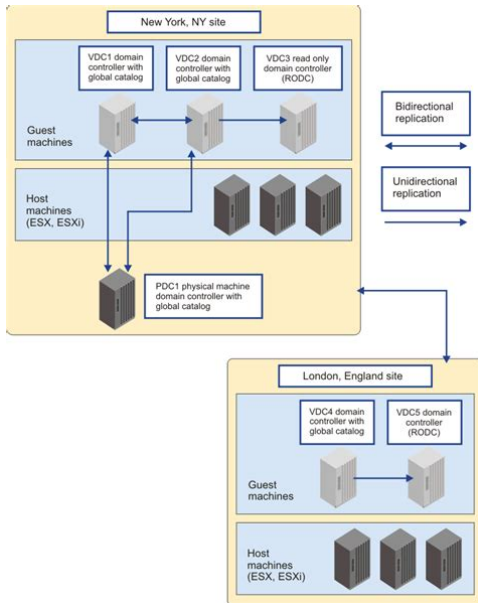 New York, NY site
VDC1 domain
controller with
global catalog
VDC2 domain
controller with
global catalog
VDC3 read only
domain controller
(RODC)
Guest
machines
Host
machines
(ESX, ESXi)
PDC1 physical machine
domain controller with
global catalog
Bidirectional
replication
Unidirectional
replication
London, England site
VDC4 domain
controller with
global catalog
VDC5 domain
controller
(RODC)
Guest
machines
Host
machines
(ESX, ESXi)